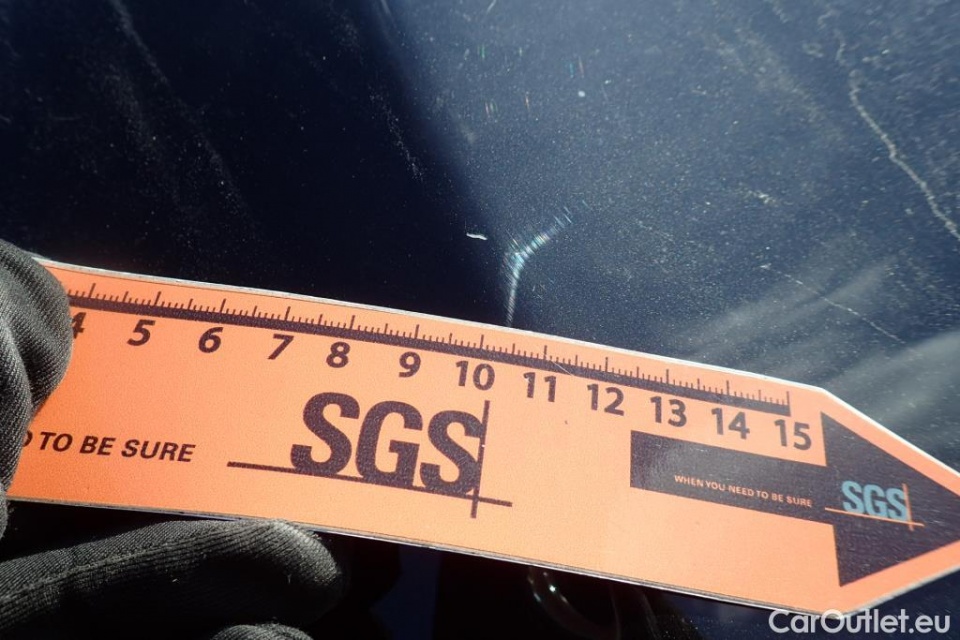 4 5 6 7 8 9 10 11 12 13 14 15
TO BE SURE
SGS
WHEN YOU NEED TO BE SURE
SGS
CarOutlet.eu